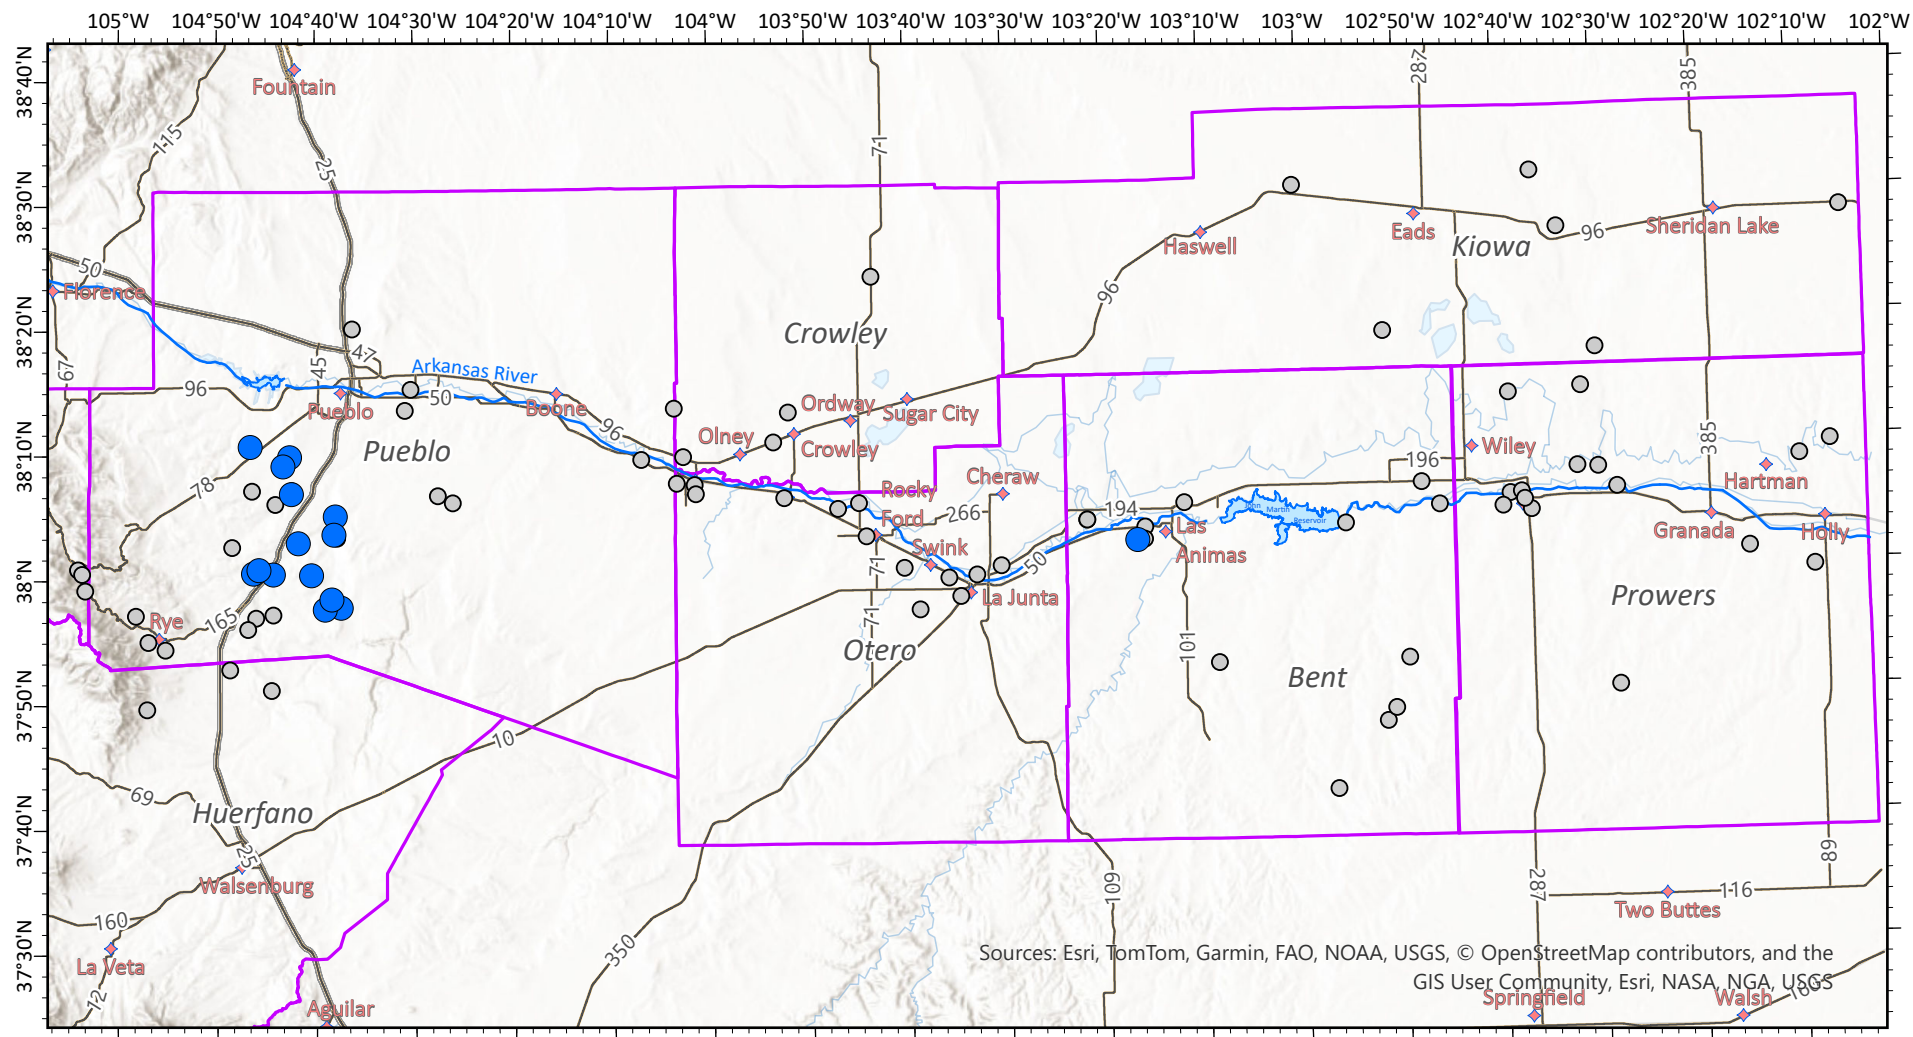 105°W 104°50'W 104°40'W 104°30'W 104°20'W 104°10'W 104°W 103°50'W 103°40'W 103°30'W 103°20'W 103°10'W 103°W 102°50'W 102°40'W 102°30'W 102°20'W 102°10'W 102°W
38°40'N
38°30'N
38°20'N
38°10'N
38°N
37°50'N
37°40'N
37°30'N
Fountain
115
25
71
287
385
50
Florence
Haswell
Eads
Kiowa
96
Sheridan Lake
96
Crowley
67
96
45
47
Arkansas River
50
Pueblo
Boone
96
Pueblo
Olney
Ordway
Crowley
Sugar City
Cheraw
Wiley
196
385
Hartman
78
Rocky
Ford
266
Swink
194
Las
Animas
John Martin
Reservoir
Granada
Holly
71
50
La Junta
Rye
165
71
Otero
101
Bent
Prowers
10
69
Huerfano
25
Walsenburg
160
La Veta
12
Aguilar
350
109
287
89
116
Two Buttes
Sources: Esri, TomTom, Garmin, FAO, NOAA, USGS, © OpenStreetMap contributors, and the
GIS User Community, Esri, NASA, NGA, USGS
Springfield
Walsh
160